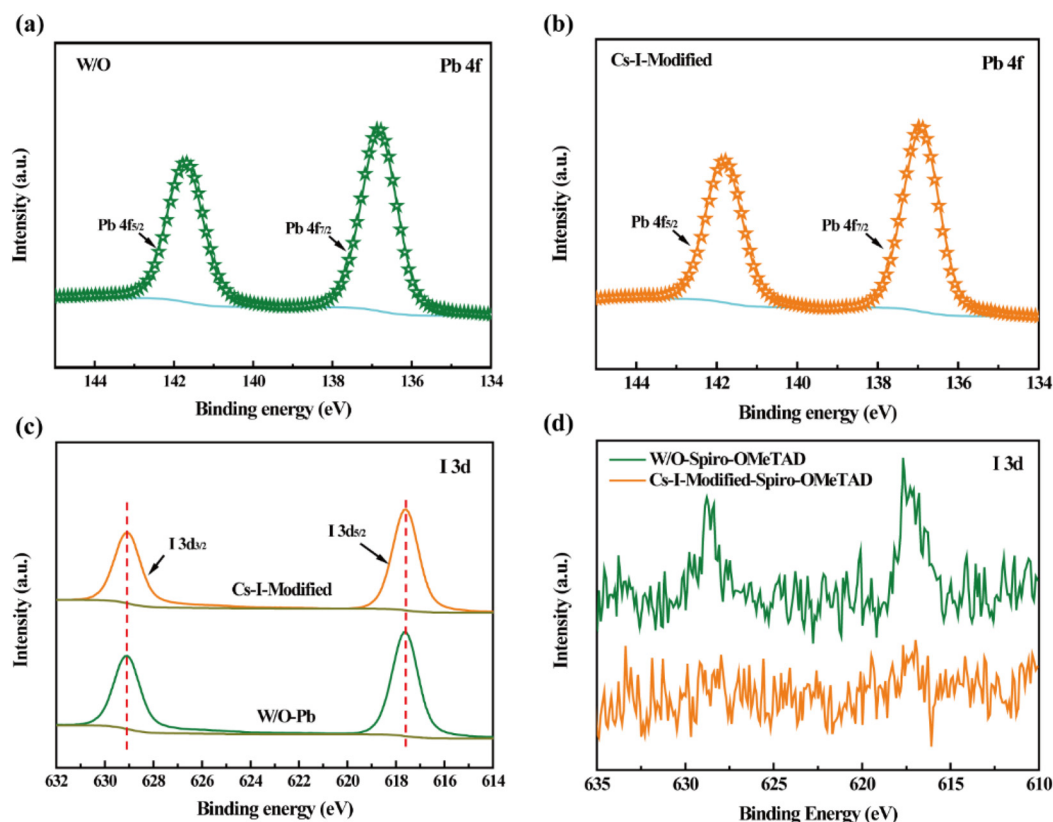 (a)
W/O
Pb 4f
Pb 4f5/2
Pb 4f7/2
Intensity (a.u.)
144 142 140 138 136 134
Binding energy (eV)
(b)
Cs-I-Modified
Pb 4f
Pb 4f5/2
Pb 4f7/2
Intensity (a.u.)
144 142 140 138 136 134
Binding energy (eV)
(c)
I 3d
I 3d3/2
I 3d5/2
Cs-I-Modified
W/O-Pb
Intensity (a.u.)
632 630 628 626 624 622 620 618 616 614
Binding energy (eV)
(d)
W/O-Spiro-OMeTAD
Cs-I-Modified-Spiro-OMeTAD
I 3d
Intensity (a.u.)
635 630 625 620 615 610
Binding Energy (eV)